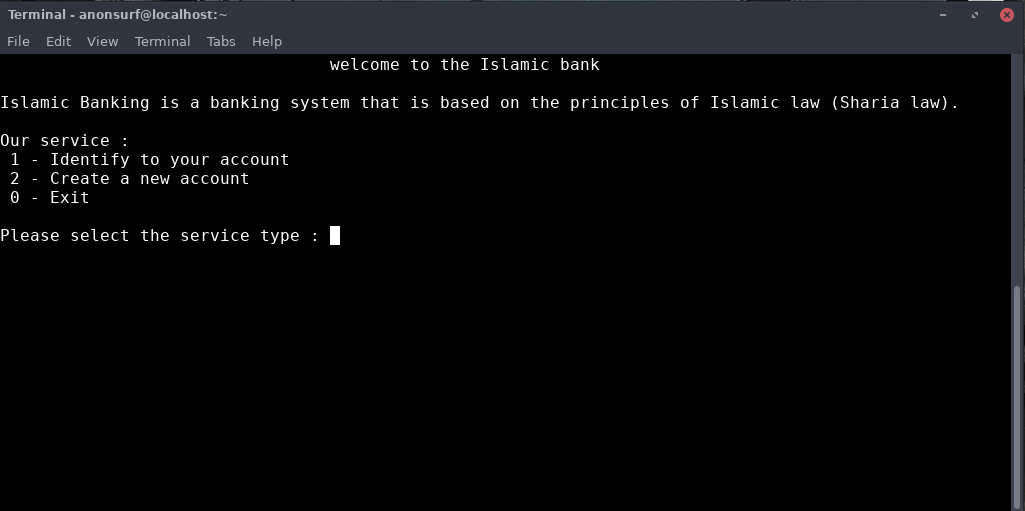 Terminal - anonsurf@localhost:~
File Edit View Terminal Tabs Help
welcome to the Islamic bank
Islamic Banking is a banking system that is based on the principles of Islamic law (Sharia law).
Our service :
1 - Identify to your account
2 - Create a new account
0 - Exit
Please select the service type :